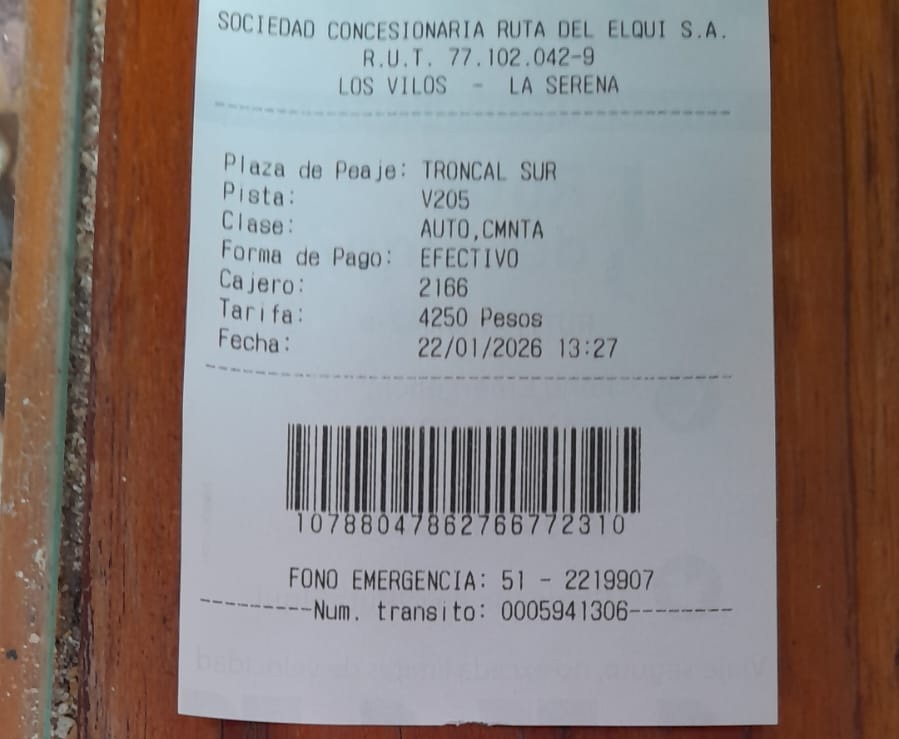 SOCIEDAD CONCESIONARIA RUTA DEL ELQUI S.A.
R.U.T. 77.102.042-9
LOS VILOS - LA SERENA
Plaza de Peaje: TRONCAL SUR
Pista: V205
Clase: AUTO,CMNTA
Forma de Pago: EFECTIVO
Cajero: 2166
Tarifa: 4250 Pesos
Fecha: 22/01/2026 13:27
10788047862766772310
FONO EMERGENCIA: 51 - 2219907
----------Num. transito: 0005941306---------